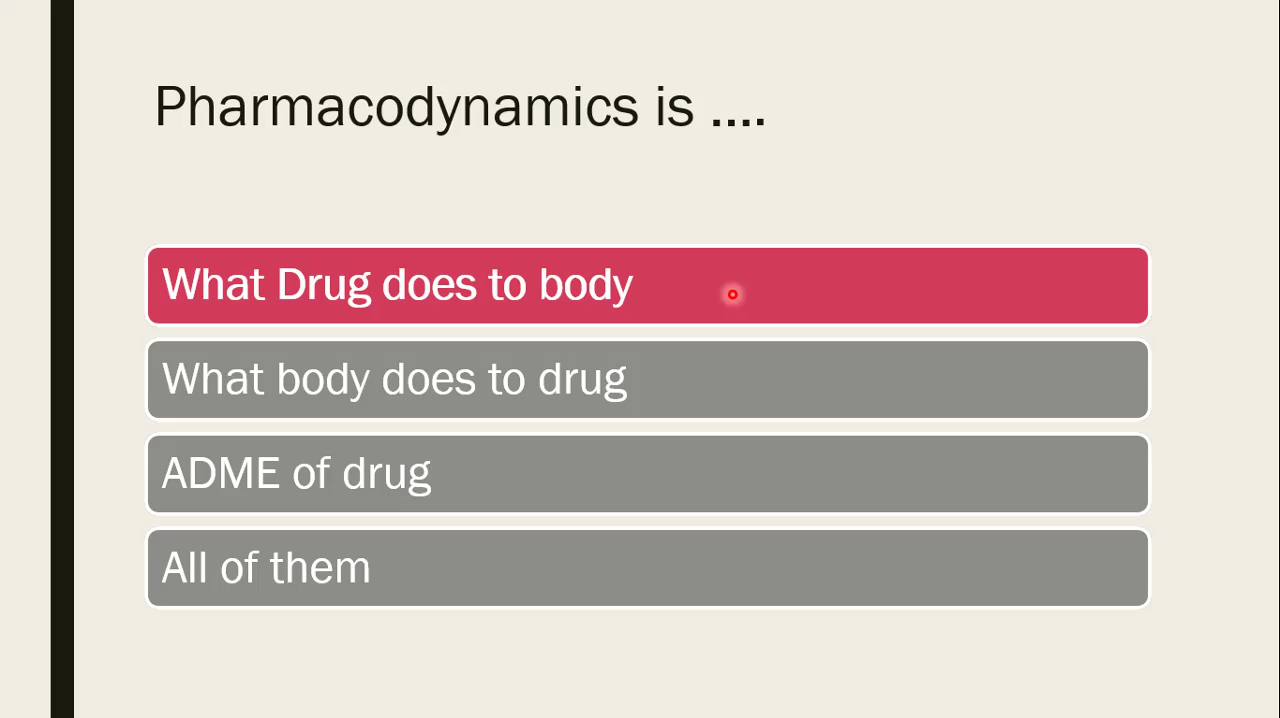 Pharmacodynamics is ....
What Drug does to body
What body does to drug
ADME of drug
All of them